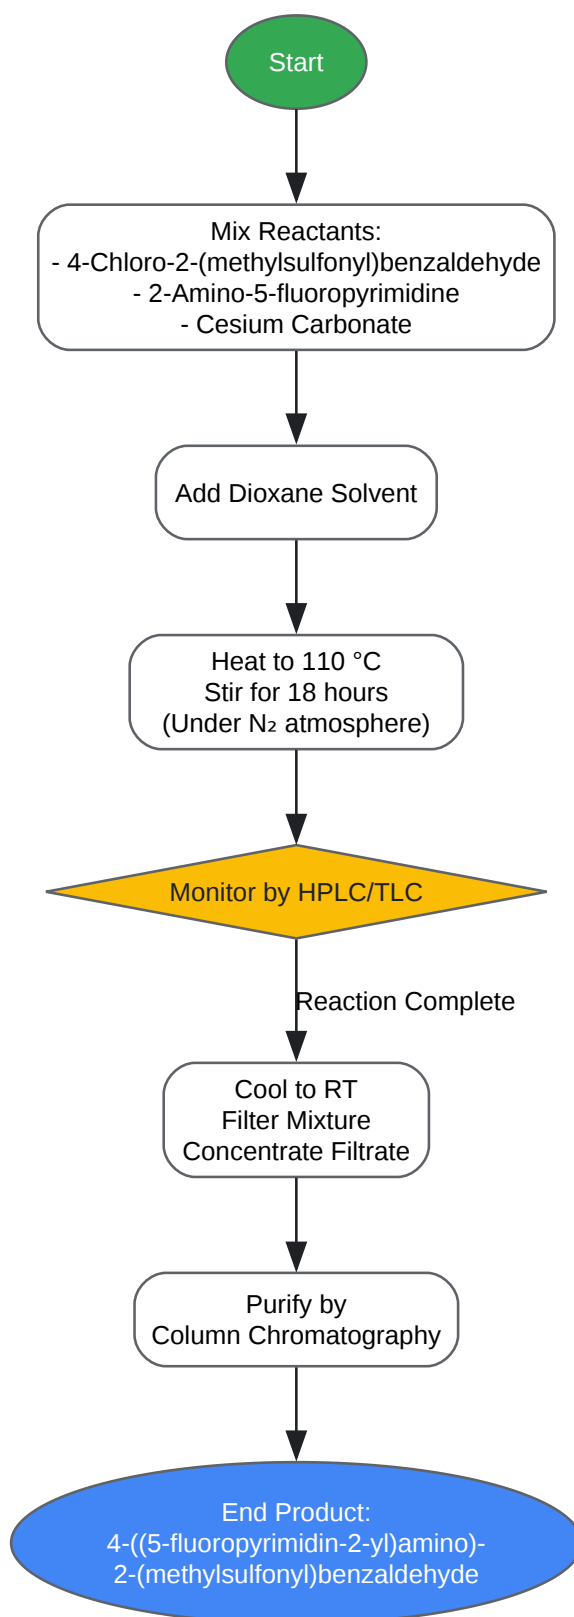 Start
Mix Reactants:
- 4-Chloro-2-(methylsulfonyl)benzaldehyde
- 2-Amino-5-fluoropyrimidine
- Cesium Carbonate
Add Dioxane Solvent
Heat to 110 °C
Stir for 18 hours
(Under N₂ atmosphere)
Monitor by HPLC/TLC
Reaction Complete
Cool to RT
Filter Mixture
Concentrate Filtrate
Purify by
Column Chromatography
End Product:
4-((5-fluoropyrimidin-2-yl)amino)-
2-(methylsulfonyl)benzaldehyde